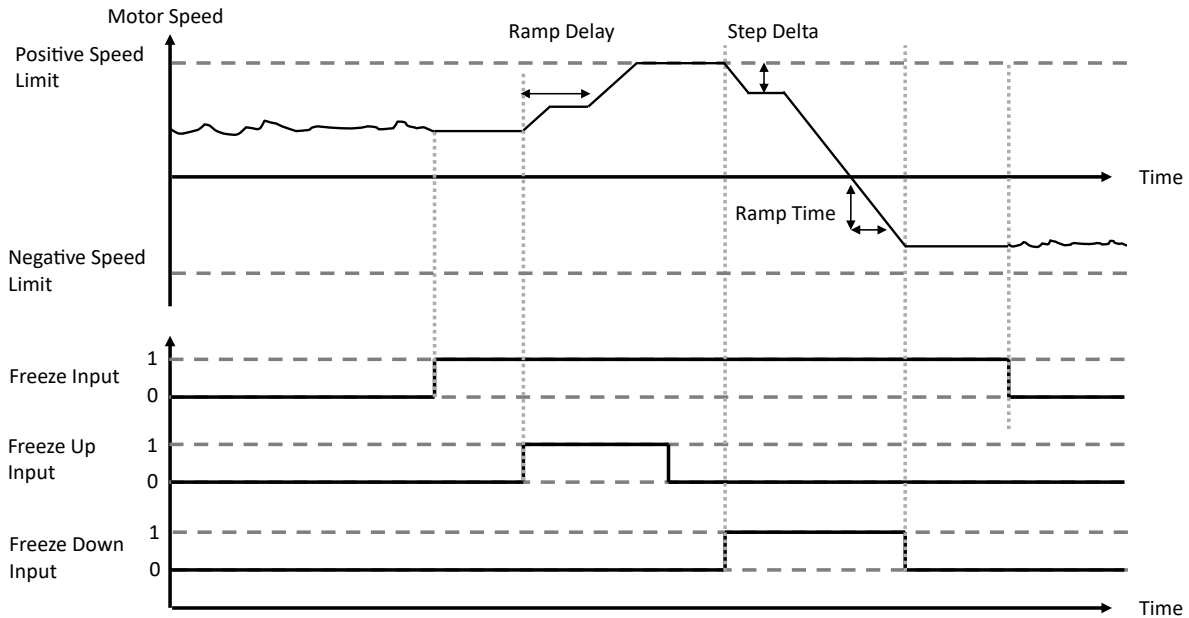 Motor Speed
Positive Speed
Limit
Ramp Delay
Step Delta
Time
Ramp Time
Negative Speed
Limit
Freeze Input
1
0
Freeze Up
Input
1
0
Freeze Down
Input
1
0
Time